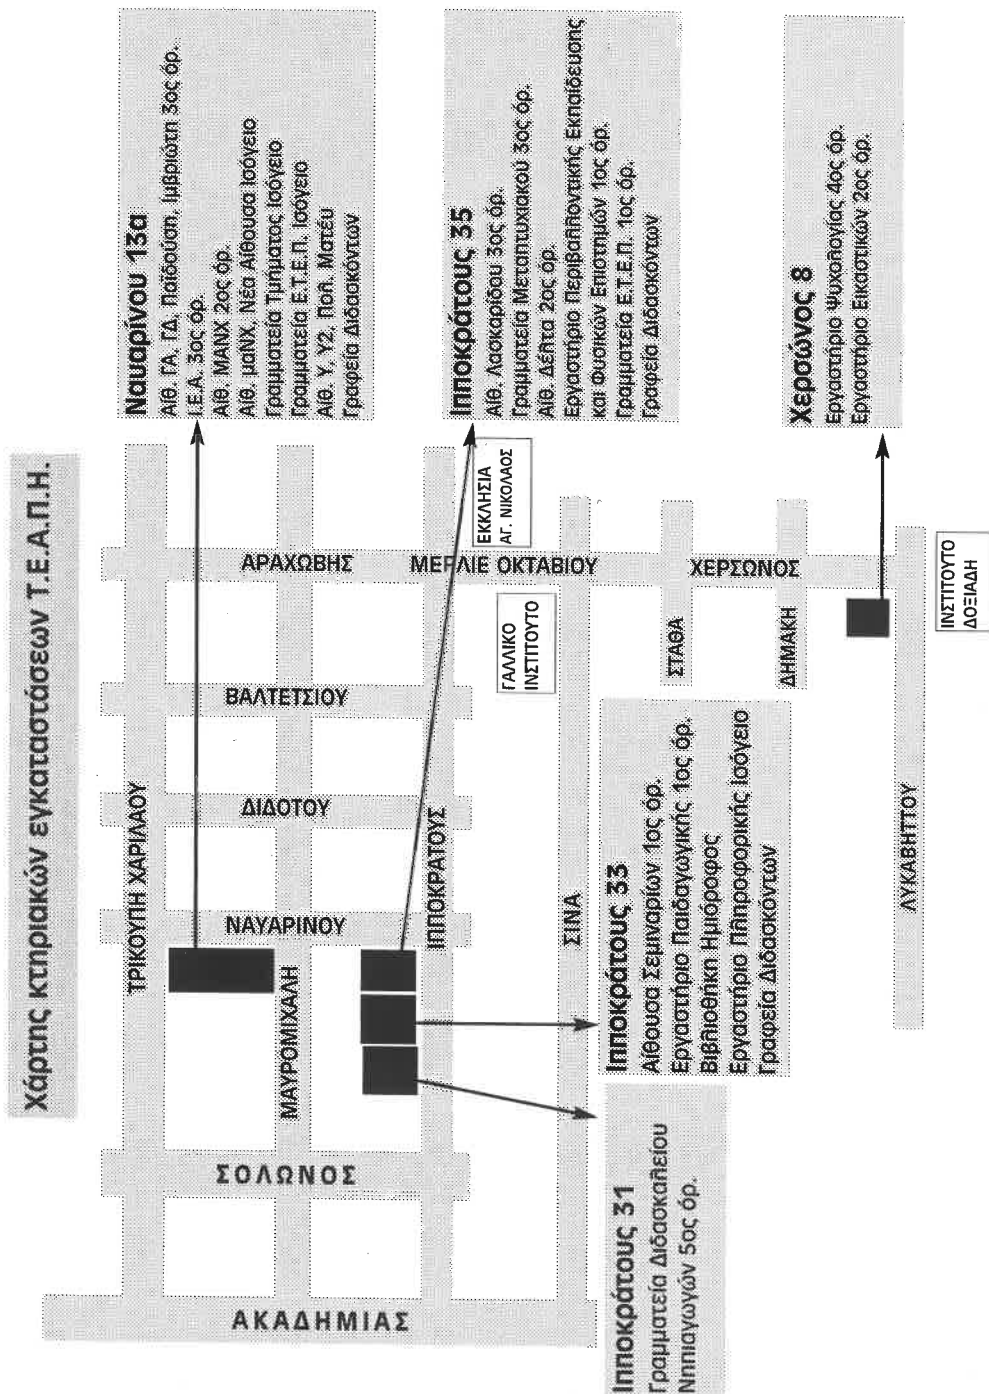 Χάρτης κτηριακών εγκαταστάσεων Τ.Ε.Α.Π.Η.
Ναυαρίνου 13α
Αίθ. ΓΑ, ΓΔ, Παϊδούση, Ιμβριώτη 3ος όρ.
Ι.Ε.Α. 3ος όρ.
Αίθ. ΜΑΝΧ 2ος όρ.
Αίθ. μαΝΧ, Νέα Αίθουσα Ισόγειο
Γραμματεία Τμήματος Ισόγειο
Γραμματεία Ε.Τ.Ε.Π. Ισόγειο
Αίθ. Υ, Υ2, Πολ. Ματέυ
Γραφεία Διδασκόντων
Ιπποκράτους 35
Αίθ. Λασκαρίδου 3ος όρ.
Γραμματεία Μεταπτυχιακού 3ος όρ.
Αίθ. Δέλτα 2ος όρ.
Εργαστήριο Περιβαλλοντικής Εκπαίδευσης
και Φυσικών Επιστημών 1ος όρ.
Γραμματεία Ε.Τ.Ε.Π. 1ος όρ.
Γραφεία Διδασκόντων
Χερσώνος 8
Εργαστήριο Ψυχολογίας 4ος όρ.
Εργαστήριο Εικαστικών 2ος όρ.
ΤΡΙΚΟΥΠΗ ΧΑΡΙΛΑΟΥ
ΜΑΥΡΟΜΙΧΑΛΗ
ΙΠΠΟΚΡΑΤΟΥΣ
ΣΙΝΑ
ΣΤΑΘΑ
ΔΗΜΑΚΗ
ΛΥΚΑΒΗΤΤΟΥ
ΑΡΑΧΩΒΗΣ
ΜΕΡΛΙΕ ΟΚΤΑΒΙΟΥ
ΧΕΡΣΩΝΟΣ
ΒΑΛΤΕΤΣΙΟΥ
ΔΙΔΟΤΟΥ
ΝΑΥΑΡΙΝΟΥ
ΣΟΛΩΝΟΣ
ΑΚΑΔΗΜΙΑΣ
ΕΚΚΛΗΣΙΑ
ΑΓ. ΝΙΚΟΛΑΟΣ
ΓΑΛΛΙΚΟ
ΙΝΣΤΙΤΟΥΤΟ
ΙΝΣΤΙΤΟΥΤΟ
ΔΟΞΙΑΔΗ
Ιπποκράτους 33
Αίθουσα Σεμιναρίων 1ος όρ.
Εργαστήριο Παιδαγωγικής 1ος όρ.
Βιβλιοθήκη Ημιόροφος
Εργαστήριο Πληροφορικής Ισόγειο
Γραφεία Διδασκόντων
Ιπποκράτους 31
Γραμματεία Διδασκαλείου
Νηπιαγωγών 5ος όρ.